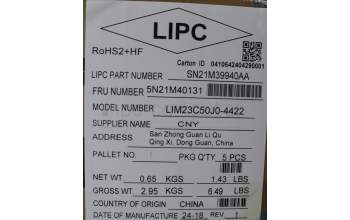 LIPC
RoHS2+HF
Carton ID 0410642404290001
LIPC PART NUMBER SN21M39940AA
FRU NUMBER 5N21M40131
MODEL NUMBER LIM23C50J0-4422
SUPPLIER NAME CNY
ADDRESS San Zhong Guan Li Qu
Qing Xi, Dong Guan, China
PALLET NO PKG Q'TY 5 PCS
NET WT 0.65 KGS 1.43 LBS
GROSS WT 2.95 KGS 6.49 LBS
COUNTRY OF ORIGIN CHINA
DATE OF MANUFACTURE 24-18